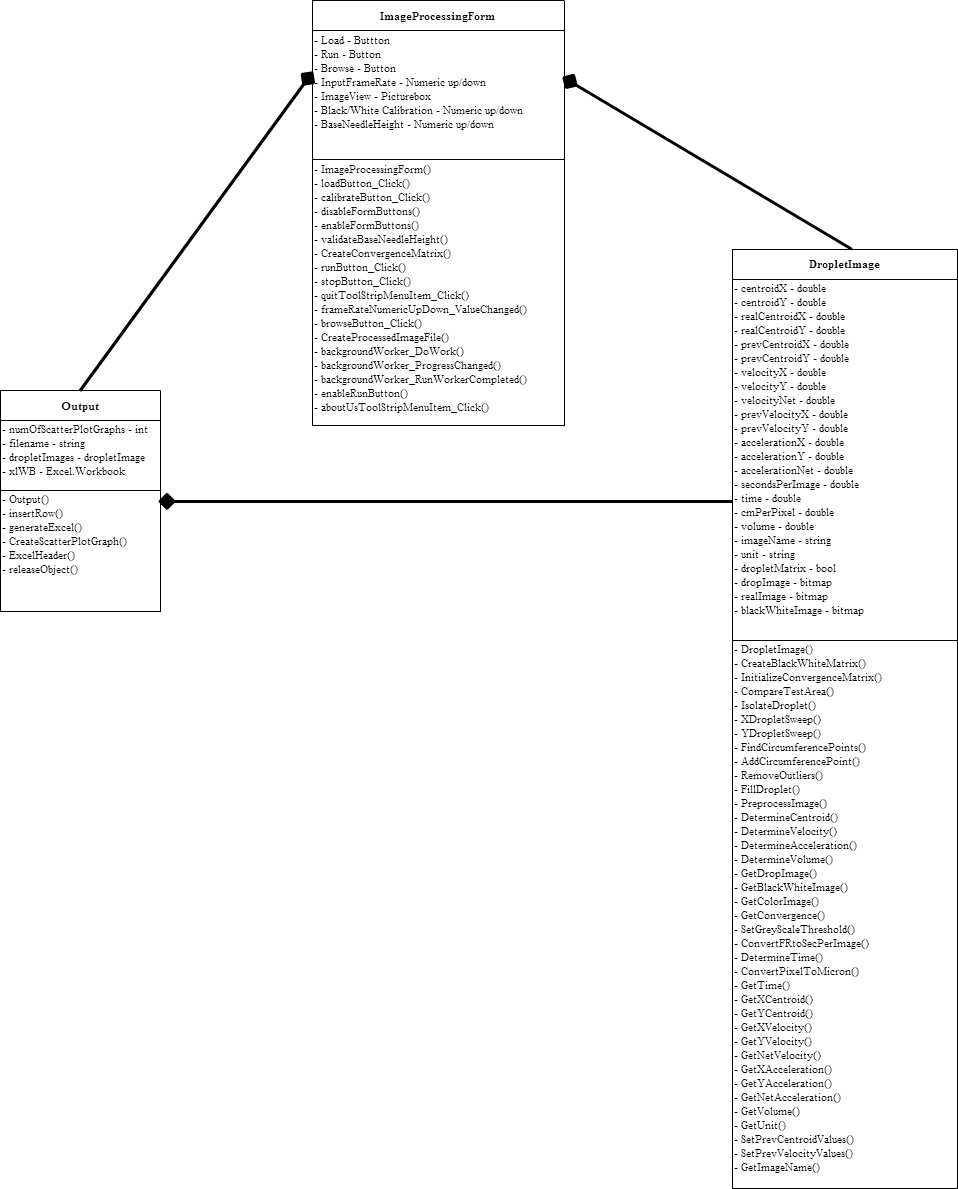 ImageProcessingForm
- Load - Buttton
- Run - Button
- Browse - Button
- InputFrameRate - Numeric up/down
- ImageView - Picturebox
- Black/White Calibration - Numeric up/down
- BaseNeedleHeight - Numeric up/down
- ImageProcessingForm()
- loadButton_Click()
- calibrateButton_Click()
- disableFormButtons()
- enableFormButtons()
- validateBaseNeedleHeight()
- CreateConvergenceMatrix()
- runButton_Click()
- stopButton_Click()
- quitToolStripMenuItem_Click()
- frameRateNumericUpDown_ValueChanged()
- browseButton_Click()
- CreateProcessedImageFile()
- backgroundWorker_DoWork()
- backgroundWorker_ProgressChanged()
- backgroundWorker_RunWorkerCompleted()
- enableRunButton()
- aboutUsToolStripMenuItem_Click()
Output
- numOfScatterPlotGraphs - int
- filename - string
- dropletImages - dropletImage
- xlWB - Excel.Workbook
- Output()
- insertRow()
- generateExcel()
- CreateScatterPlotGraph()
- ExcelHeader()
- releaseObject()
DropletImage
- centroidX - double
- centroidY - double
- realCentroidX - double
- realCentroidY - double
- prevCentroidX - double
- prevCentroidY - double
- velocityX - double
- velocityY - double
- velocityNet - double
- prevVelocityX - double
- prevVelocityY - double
- accelerationX - double
- accelerationY - double
- accelerationNet - double
- secondsPerImage - double
- time - double
- cmPerPixel - double
- volume - double
- imageName - string
- unit - string
- dropletMatrix - bool
- dropImage - bitmap
- realImage - bitmap
- blackWhiteImage - bitmap
- DropletImage()
- CreateBlackWhiteMatrix()
- InitializeConvergenceMatrix()
- CompareTestArea()
- IsolateDroplet()
- XDropletSweep()
- YDropletSweep()
- FindCircumferencePoints()
- AddCircumferencePoint()
- RemoveOutliers()
- FillDroplet()
- PreprocessImage()
- DetermineCentroid()
- DetermineVelocity()
- DetermineAcceleration()
- DetermineVolume()
- GetDropImage()
- GetBlackWhiteImage()
- GetColorImage()
- GetConvergence()
- SetGreyScaleThreshold()
- ConvertFRtoSecPerImage()
- DetermineTime()
- ConvertPixelToMicron()
- GetTime()
- GetXCentroid()
- GetYCentroid()
- GetXVelocity()
- GetYVelocity()
- GetNetVelocity()
- GetXAcceleration()
- GetYAcceleration()
- GetNetAcceleration()
- GetVolume()
- GetUnit()
- SetPrevCentroidValues()
- SetPrevVelocityValues()
- GetImageName()